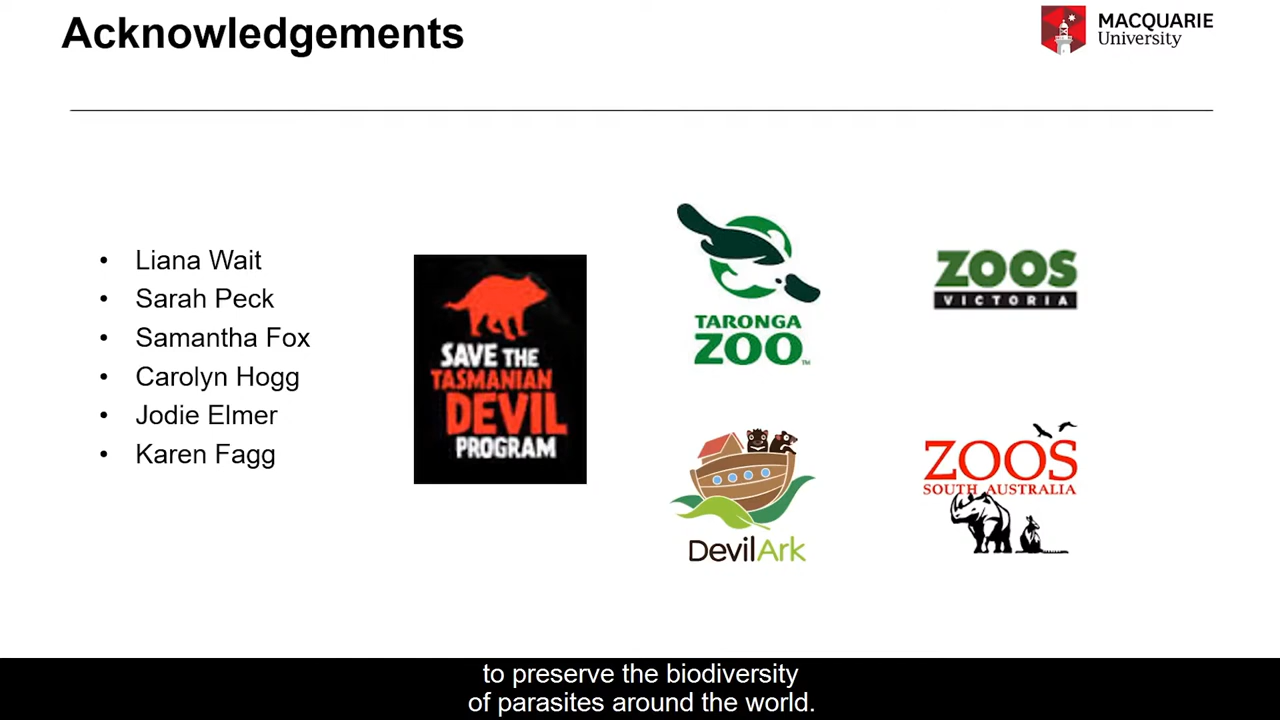 Acknowledgements
MACQUARIE
University
• Liana Wait
• Sarah Peck
• Samantha Fox
• Carolyn Hogg
• Jodie Elmer
• Karen Fagg
SAVE THE
TASMANIAN
DEVIL
PROGRAM
TARONGA
ZOO™
ZOOS
VICTORIA
DevilArk
ZOOS
SOUTH AUSTRALIA
to preserve the biodiversity
of parasites around the world.